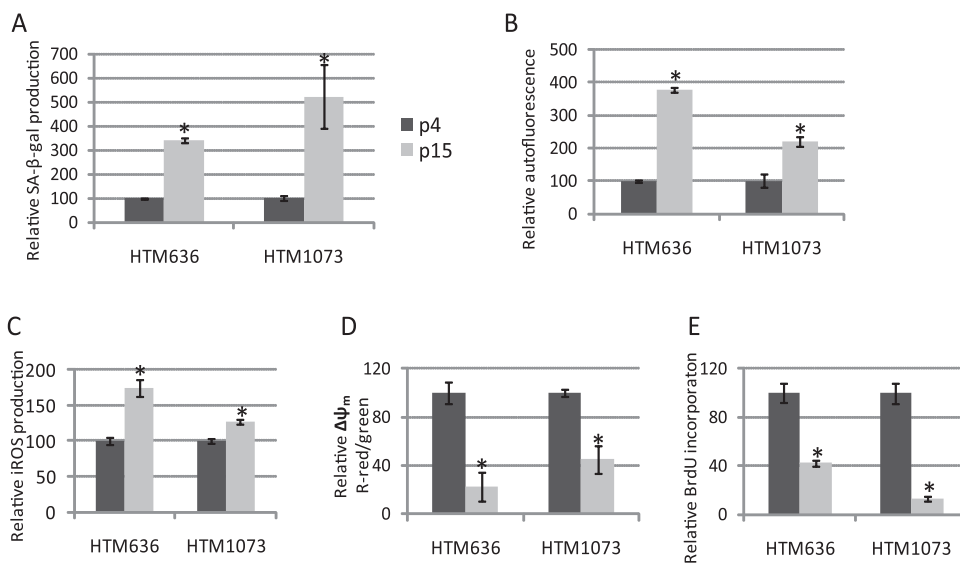 A
Relative SA-β-gal production
700
600
500
400
300
200
100
0
*
*
HTM636
HTM1073
p4
p15
B
Relative autofluorescence
500
400
300
200
100
0
*
*
HTM636
HTM1073
C
Relative iROS production
200
150
100
50
0
*
*
HTM636
HTM1073
D
Relative Δψm
R-red/green
120
80
40
0
*
*
HTM636
HTM1073
E
Relative BrdU incorporaton
120
80
40
0
*
*
HTM636
HTM1073